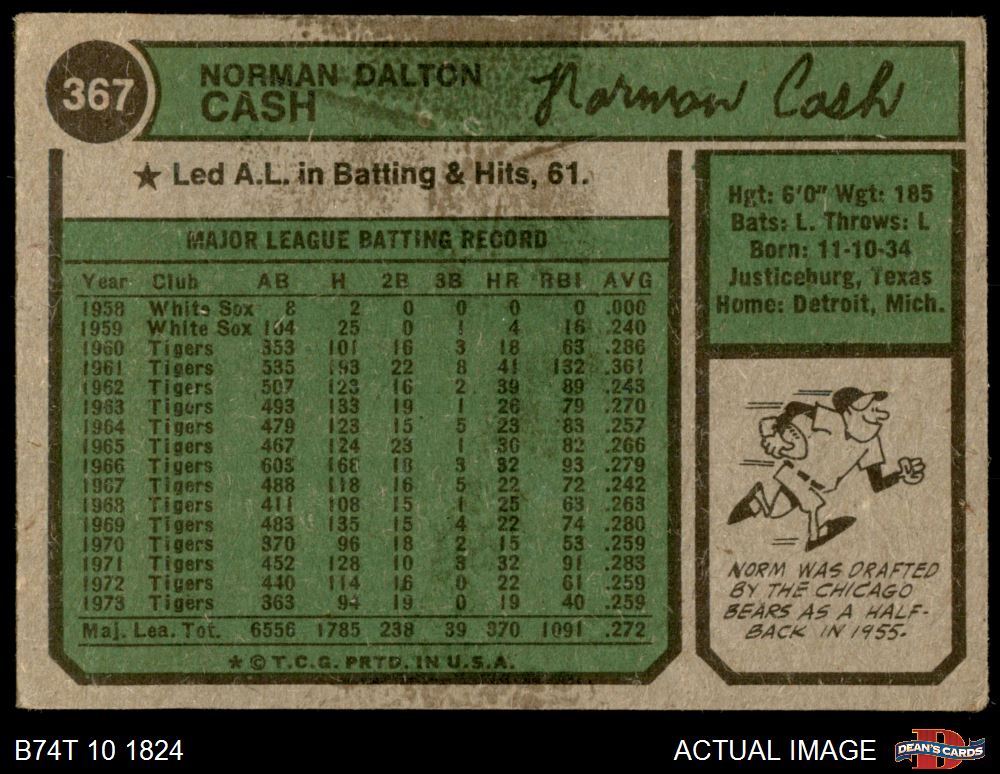 367
NORMAN DALTON
CASH
Norman Cash
★ Led A.L. in Batting & Hits, 61.
MAJOR LEAGUE BATTING RECORD
Year Club AB H 2B 3B HR RBI AVG
1958 White Sox 8 2 0 0 0 0 .000
1959 White Sox 104 25 0 1 4 16 .240
1960 Tigers 353 101 16 3 18 63 .286
1961 Tigers 535 193 22 8 41 132 .361
1962 Tigers 507 123 16 2 39 89 .243
1963 Tigers 493 133 19 1 26 79 .270
1964 Tigers 479 123 15 5 23 83 .257
1965 Tigers 467 124 23 1 30 82 .266
1966 Tigers 603 168 18 3 32 93 .279
1967 Tigers 488 118 16 5 22 72 .242
1968 Tigers 411 108 15 1 25 63 .263
1969 Tigers 483 135 15 4 22 74 .280
1970 Tigers 370 96 18 2 15 53 .259
1971 Tigers 452 128 10 3 32 91 .283
1972 Tigers 440 114 16 0 22 61 .259
1973 Tigers 363 94 19 0 19 40 .259
Maj. Lea. Tot. 6556 1785 238 39 370 1091 .272
★ © T.C.G. PRTD. IN U.S.A.
Hgt: 6'0" Wgt: 185
Bats: L. Throws: L
Born: 11-10-34
Justiceburg, Texas
Home: Detroit, Mich.
NORM WAS DRAFTED
BY THE CHICAGO
BEARS AS A HALF-
BACK IN 1955.
B74T 10 1824
ACTUAL IMAGE
DEAN'S CARDS